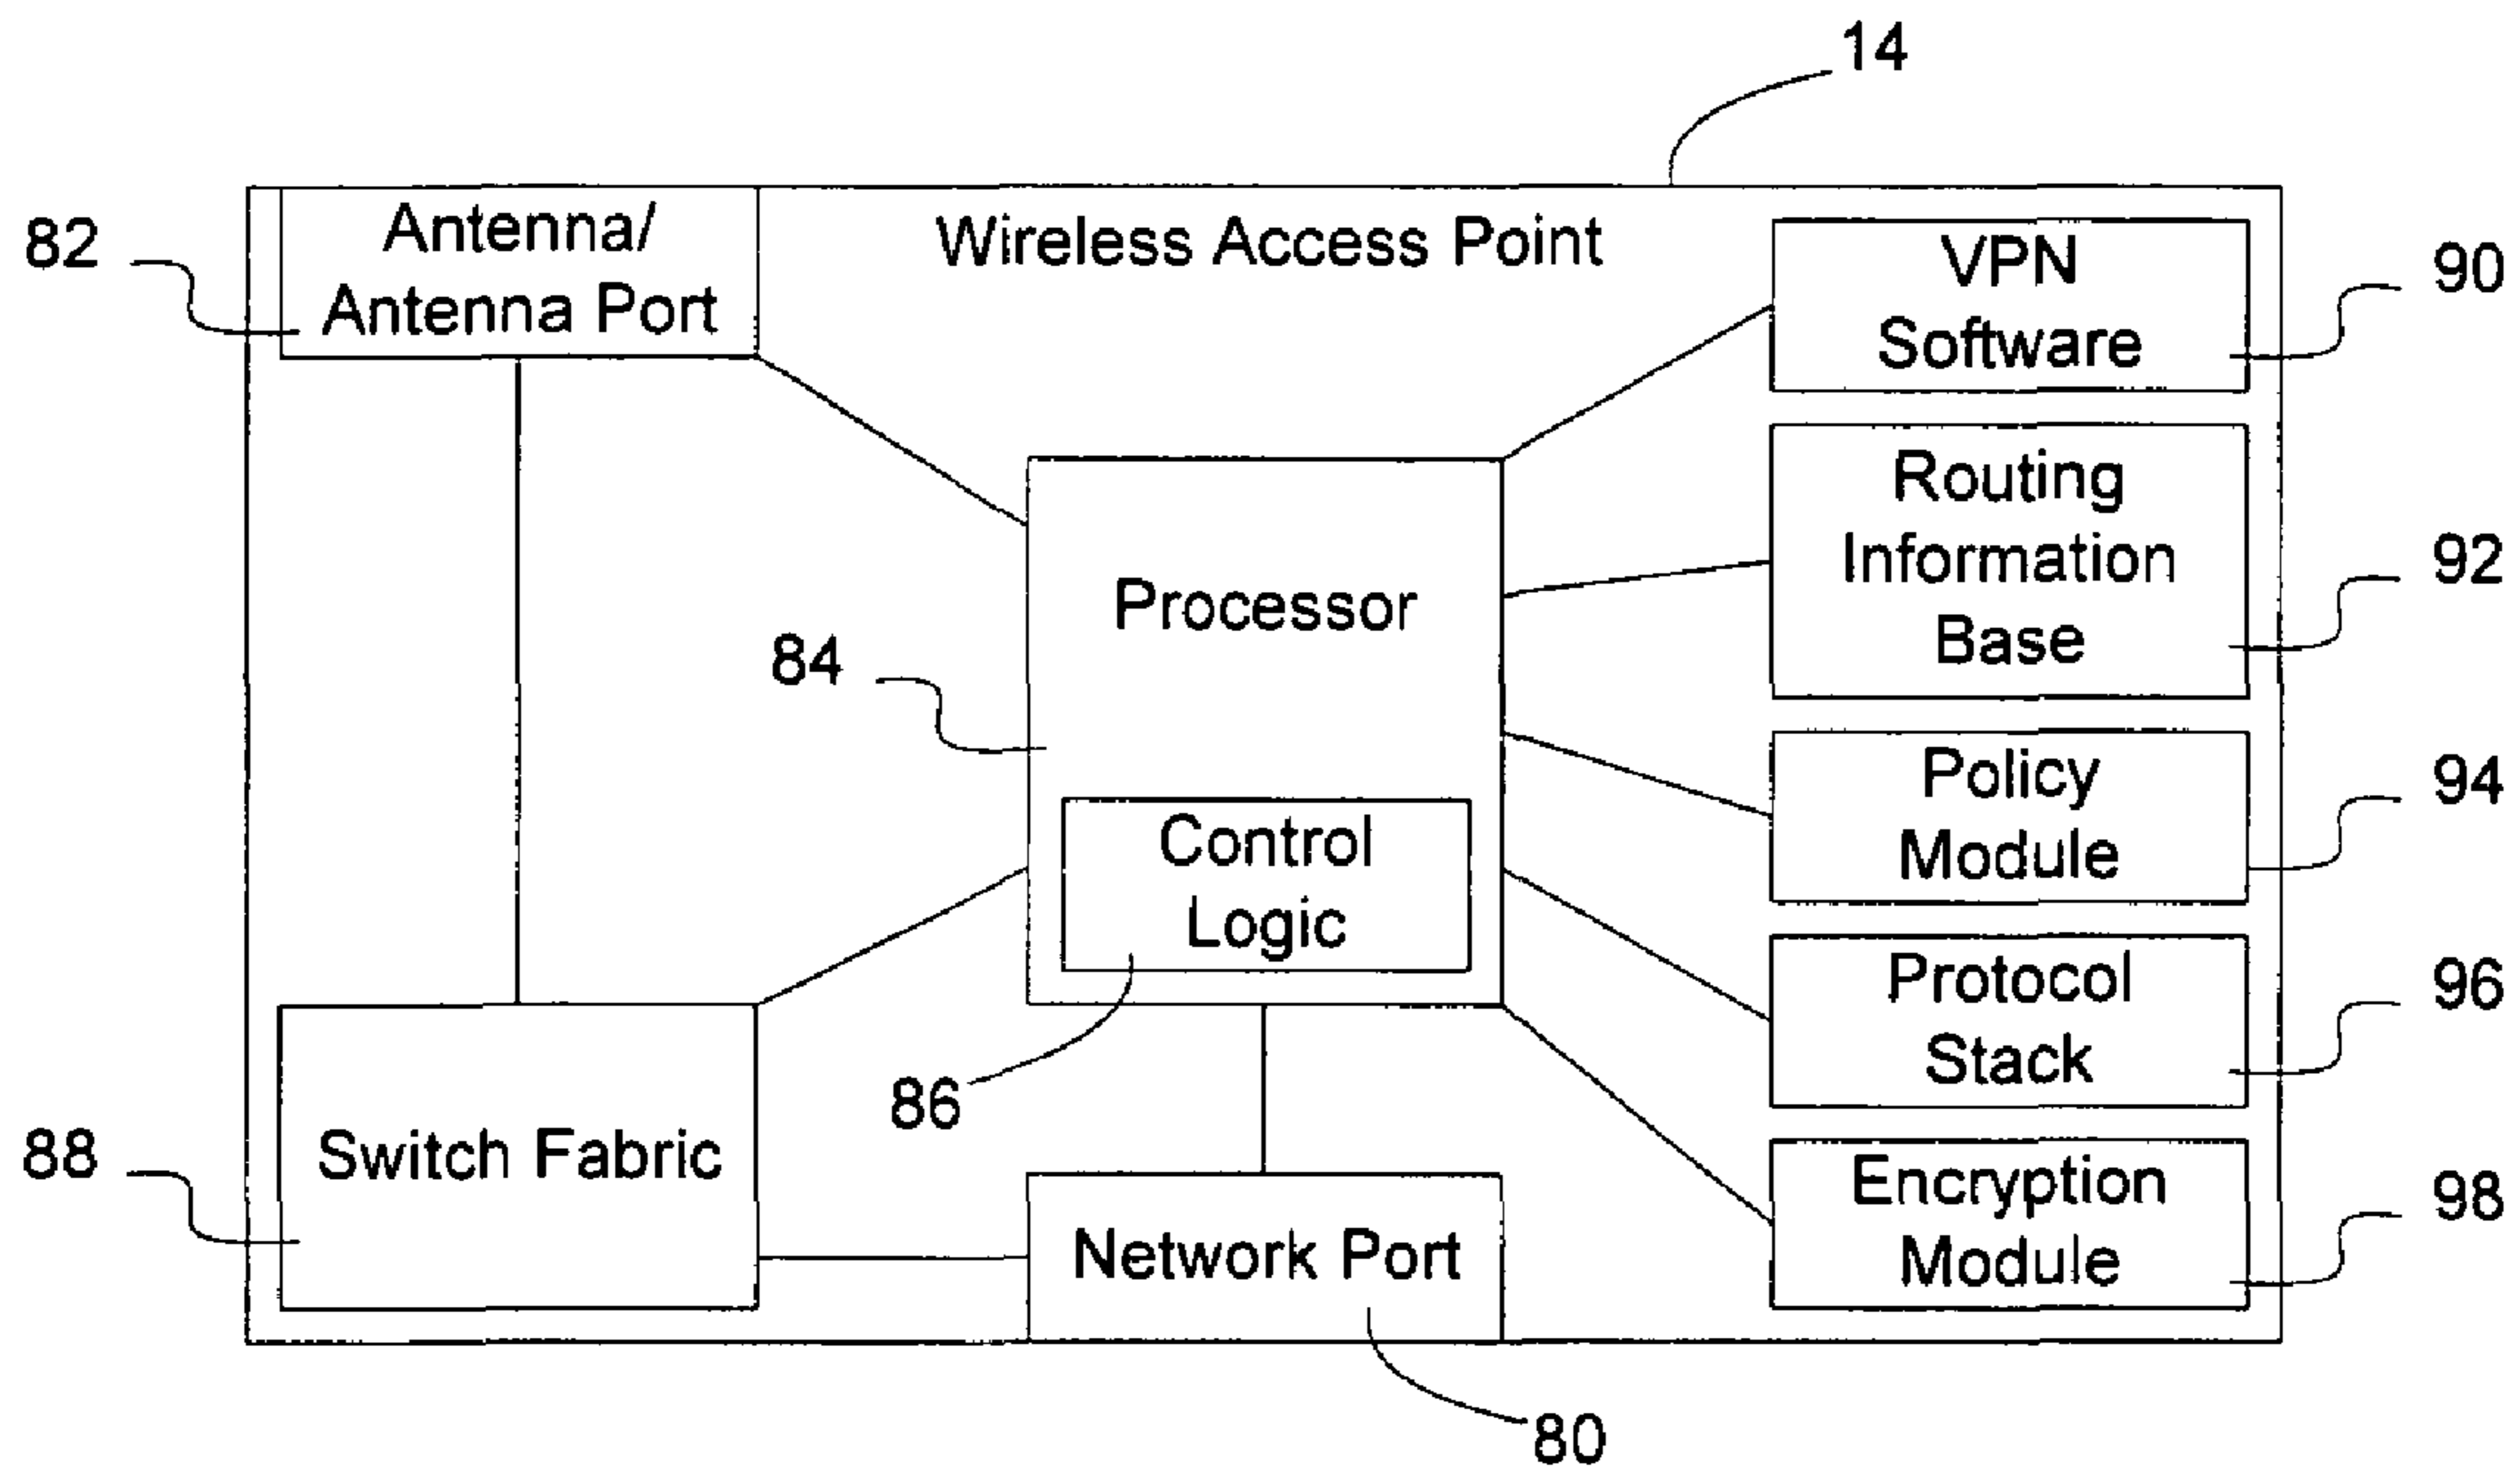 14
82
Antenna/
Antenna Port
Wireless Access Point
VPN
Software
90
Routing
Information
Base
92
Processor
84
Policy
Module
94
Control
Logic
86
Protocol
Stack
96
Switch Fabric
88
Network Port
80
Encryption
Module
98